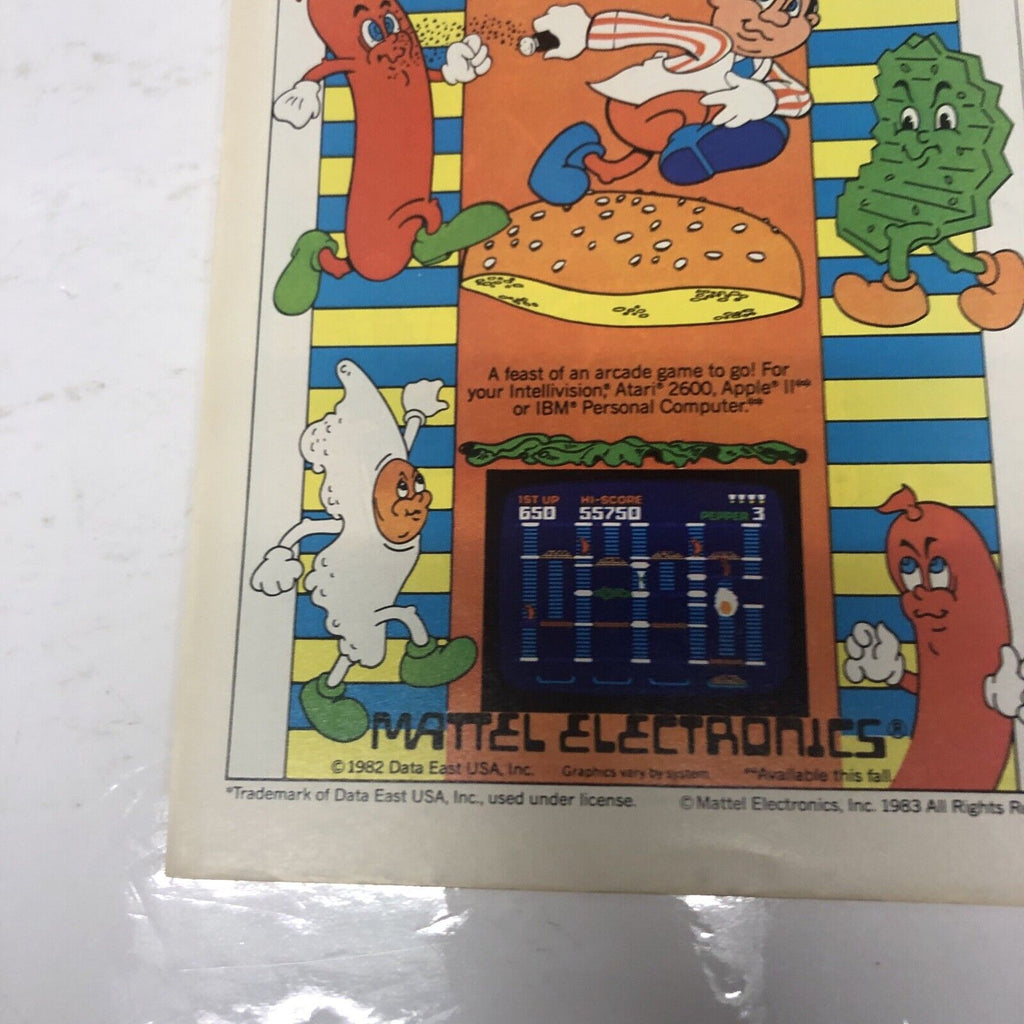 A feast of an arcade game to go! For
your Intellivision,® Atari® 2600, Apple® II**
or IBM® Personal Computer.**
1ST UP HI-SCORE
650 55750 PEPPER 3
MATTEL ELECTRONICS®
©1982 Data East USA, Inc. Graphics vary by system. **Available this fall
*Trademark of Data East USA, Inc., used under license. ©Mattel Electronics, Inc. 1983 All Rights